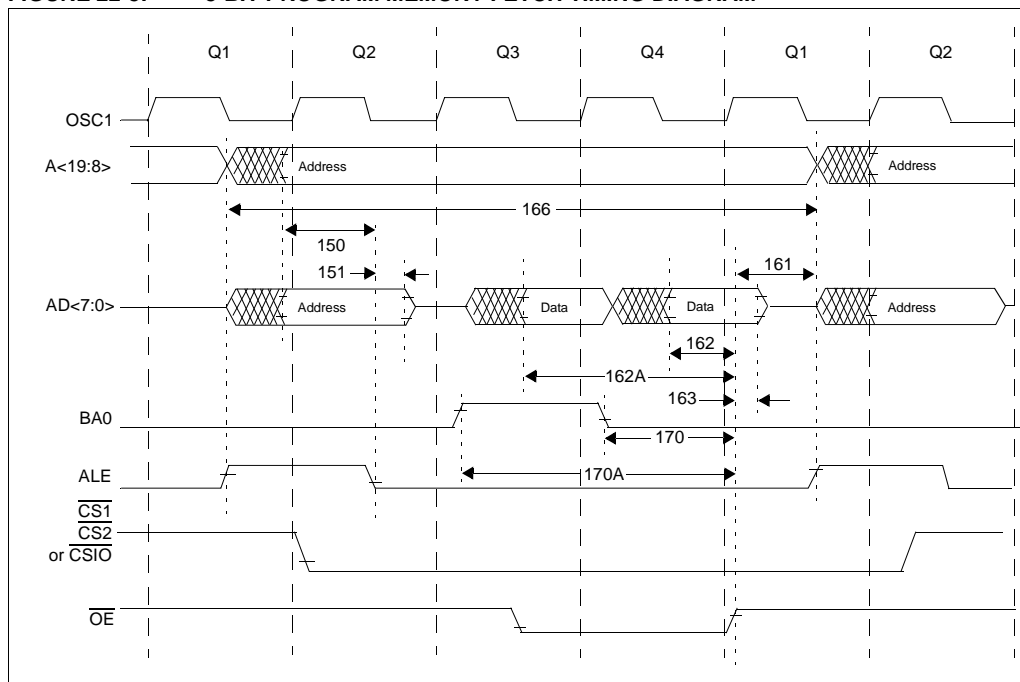 Q1 Q2 Q3 Q4 Q1 Q2
OSC1
A<19:8> Address Address
166
150
151 161
AD<7:0> Address Data Data Address
162
162A
163
BA0
170
ALE 170A
CS1
CS2
or CSIO
OE